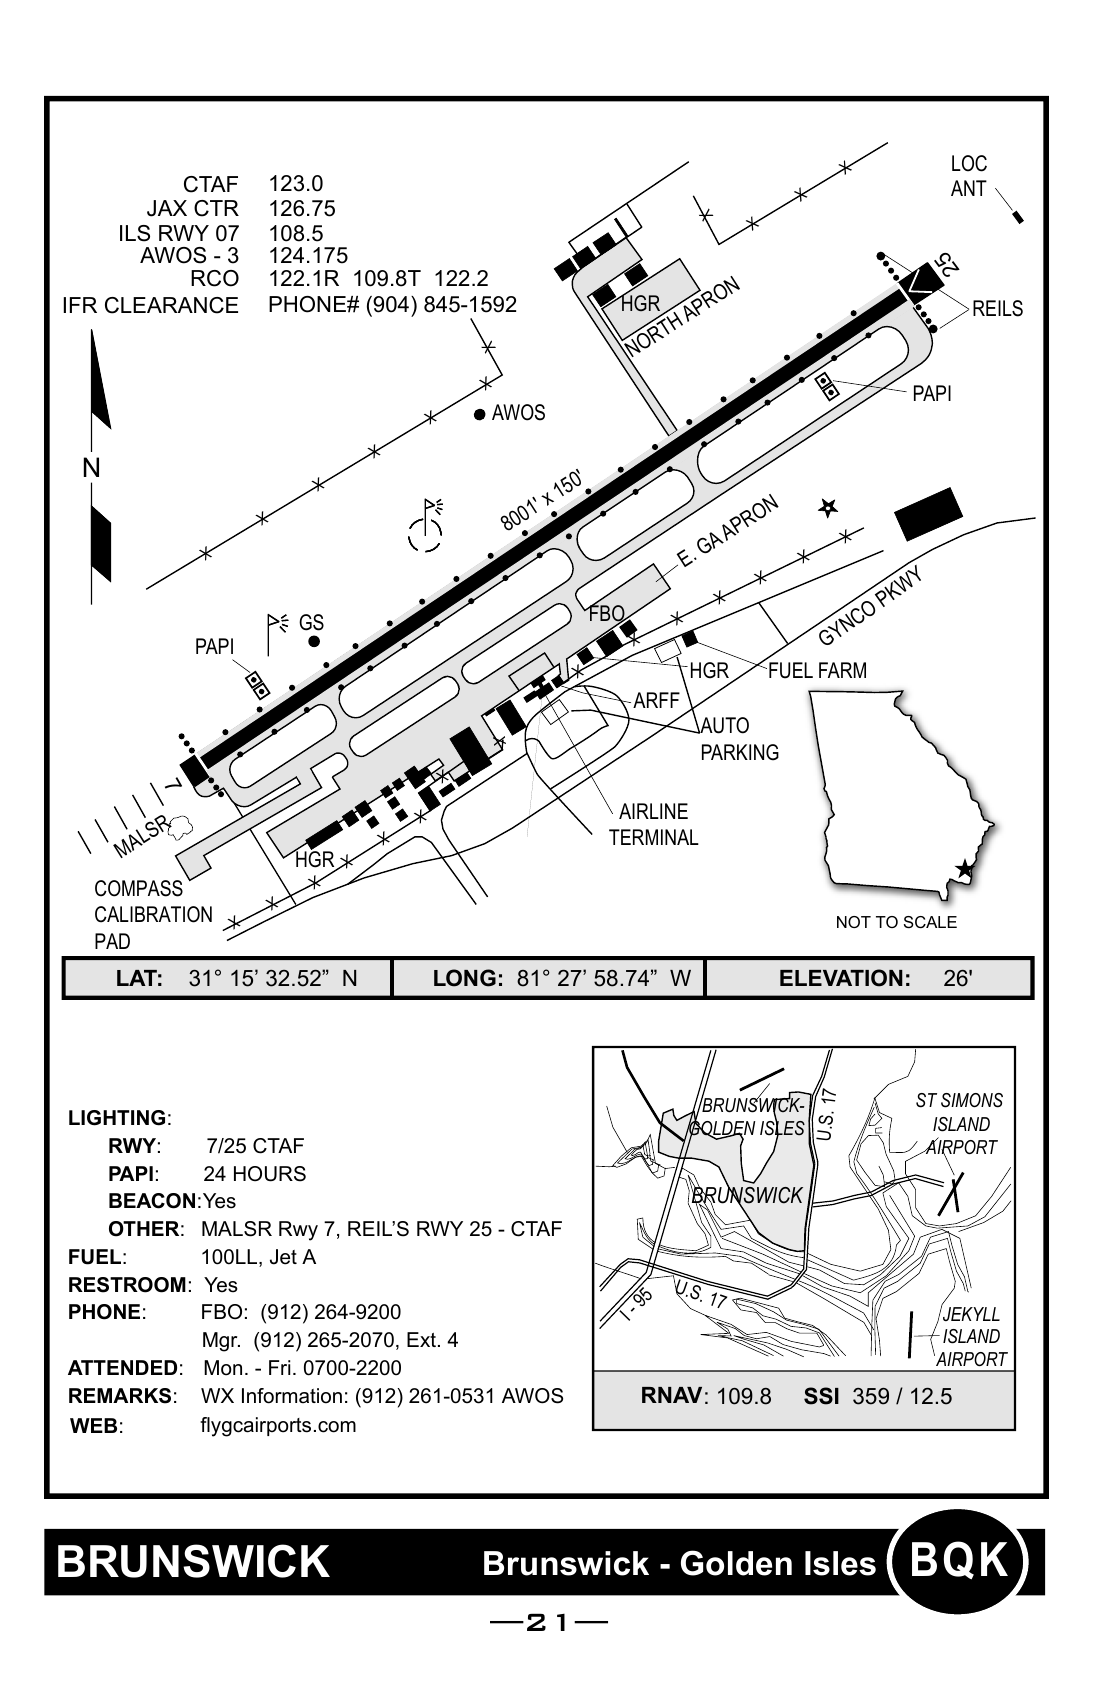 CTAF 123.0
JAX CTR 126.75
ILS RWY 07 108.5
AWOS - 3 124.175
RCO 122.1R 109.8T 122.2
IFR CLEARANCE PHONE# (904) 845-1592
LOC
ANT
25
REILS
HGR
NORTH APRON
PAPI
AWOS
N
8001' x 150'
E. GA APRON
GYNCO PKWY
FBO
GS
PAPI
HGR
FUEL FARM
ARFF
AUTO
PARKING
7
MALSR
AIRLINE
TERMINAL
HGR
COMPASS
CALIBRATION
PAD
NOT TO SCALE
LAT: 31° 15’ 32.52” N LONG: 81° 27’ 58.74” W ELEVATION: 26'
LIGHTING:
RWY: 7/25 CTAF
PAPI: 24 HOURS
BEACON:Yes
OTHER: MALSR Rwy 7, REIL’S RWY 25 - CTAF
FUEL: 100LL, Jet A
RESTROOM: Yes
PHONE: FBO: (912) 264-9200
Mgr. (912) 265-2070, Ext. 4
ATTENDED: Mon. - Fri. 0700-2200
REMARKS: WX Information: (912) 261-0531 AWOS
WEB: flygcairports.com
BRUNSWICK-
GOLDEN ISLES
U.S. 17
ST SIMONS
ISLAND
AIRPORT
BRUNSWICK
I - 95
U.S. 17
JEKYLL
ISLAND
AIRPORT
RNAV: 109.8 SSI 359 / 12.5
BRUNSWICK Brunswick - Golden Isles BQK
21